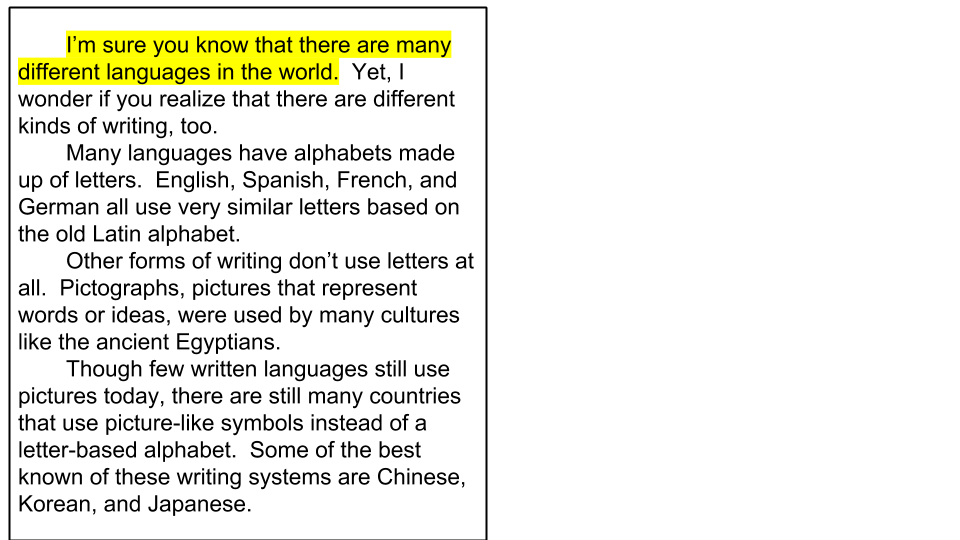 I’m sure you know that there are many
different languages in the world.  Yet, I
wonder if you realize that there are different
kinds of writing, too.
Many languages have alphabets made
up of letters.  English, Spanish, French, and
German all use very similar letters based on
the old Latin alphabet.
Other forms of writing don’t use letters at
all.  Pictographs, pictures that represent
words or ideas, were used by many cultures
like the ancient Egyptians.
Though few written languages still use
pictures today, there are still many countries
that use picture-like symbols instead of a
letter-based alphabet.  Some of the best
known of these writing systems are Chinese,
Korean, and Japanese.